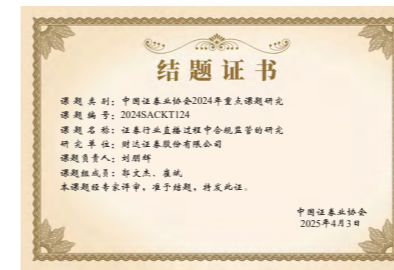 结题证书
课题类别：中国证券业协会2024年重点课题研究
课题编号：2024SACKT124
课题名称：证券行业直播过程中合规监管的研究
研究单位：财达证券股份有限公司
课题负责人：刘朋辉
课题组成员：郭文杰、崔斌
本课题经专家评审，准予结题，特发此证。
中国证券业协会
2025年4月3日